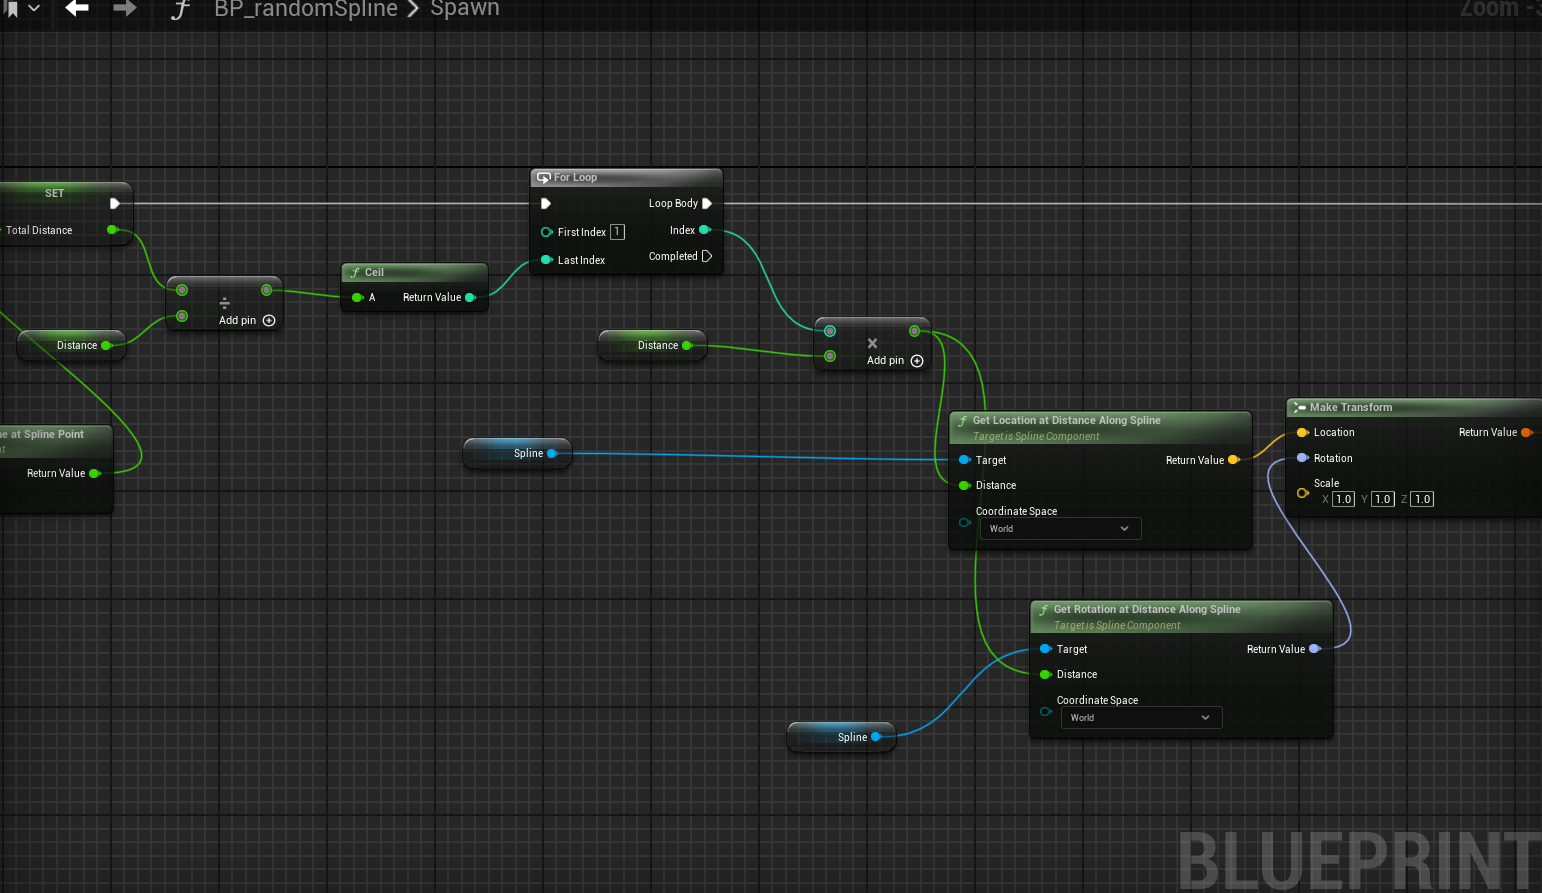 BP_randomSpline > Spawn
Zoom
SET
Total Distance
Distance
÷
Add pin
at Spline Point
Return Value
Ceil
A
Return Value
For Loop
First Index 1
Last Index
Loop Body
Index
Completed
Distance
×
Add pin
Spline
Get Location at Distance Along Spline
Target is Spline Component
Target
Return Value
Distance
Coordinate Space
World
Make Transform
Location
Return Value
Rotation
Scale
X 1.0 Y 1.0 Z 1.0
Get Rotation at Distance Along Spline
Target is Spline Component
Target
Return Value
Distance
Coordinate Space
World
Spline
BLUEPRINT